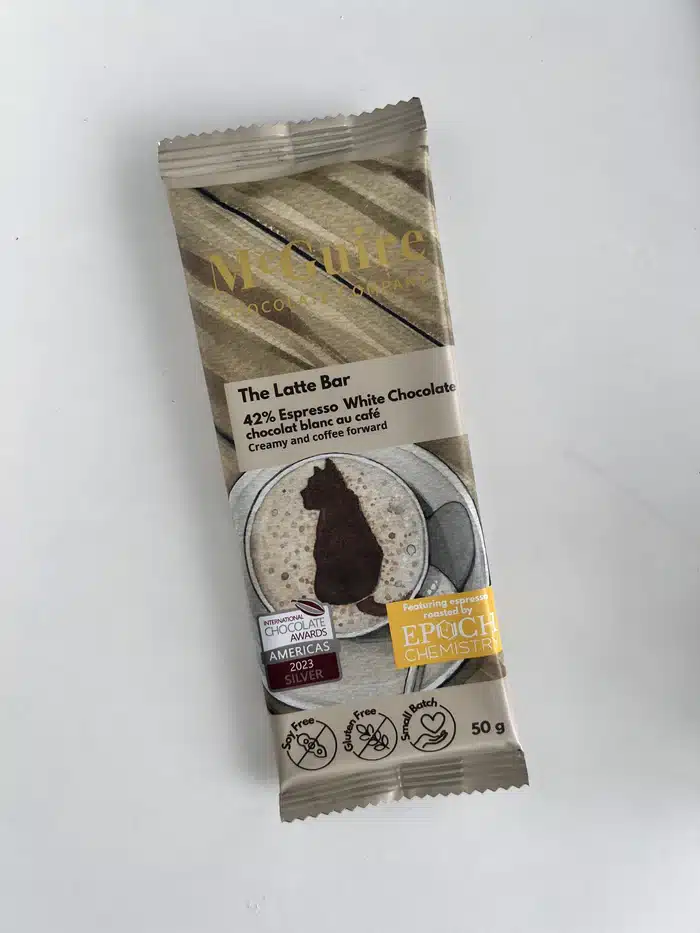 McGuire
CHOCOLATE COMPANY
The Latte Bar
42% Espresso White Chocolate
chocolat blanc au café
Creamy and coffee forward
INTERNATIONAL
CHOCOLATE
AWARDS
AMERICAS
2023
SILVER
Featuring espresso
roasted by
EPOCH
CHEMISTRY
Soy Free
Gluten Free
Small Batch
50 g